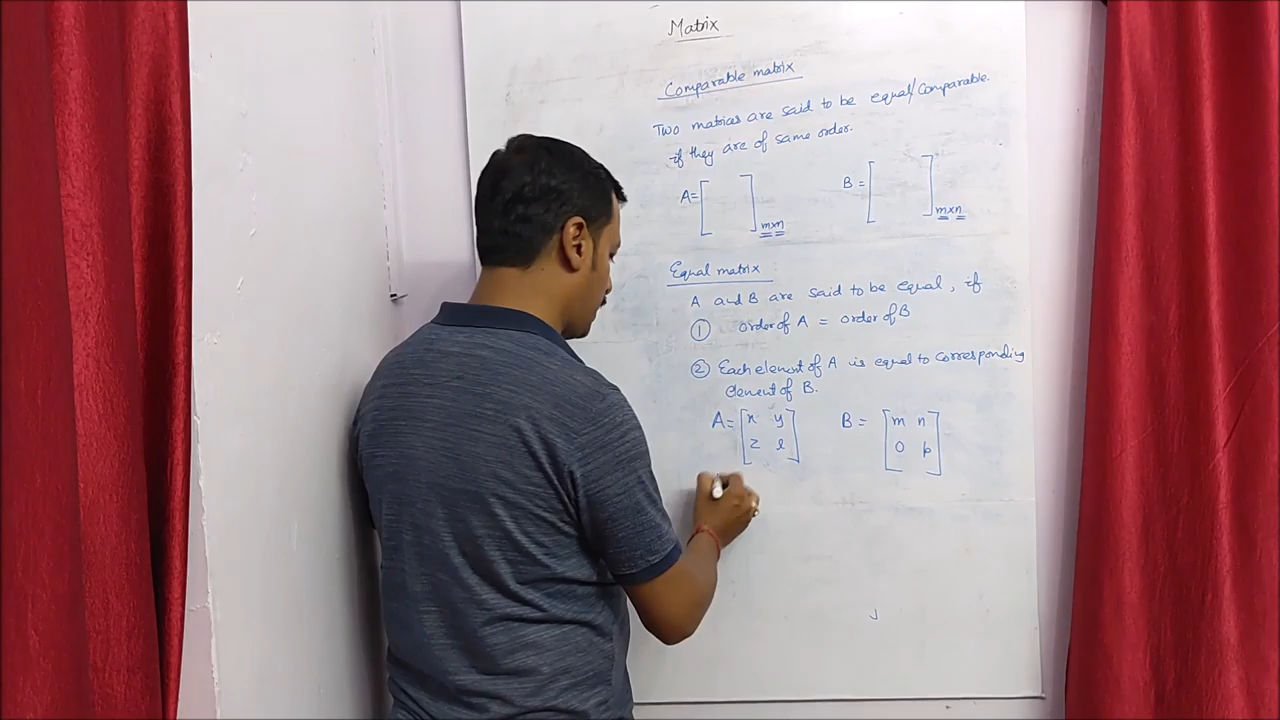 Matrix
Comparable matrix
Two matrices are said to be equal/Comparable.
if they are of same order.
A = [ ] m×n B = [ ] m×n
Equal matrix
A and B are said to be equal, if
① order of A = order of B
② Each element of A is equal to corresponding
element of B.
A = [x y B = [m n
z l] o p]